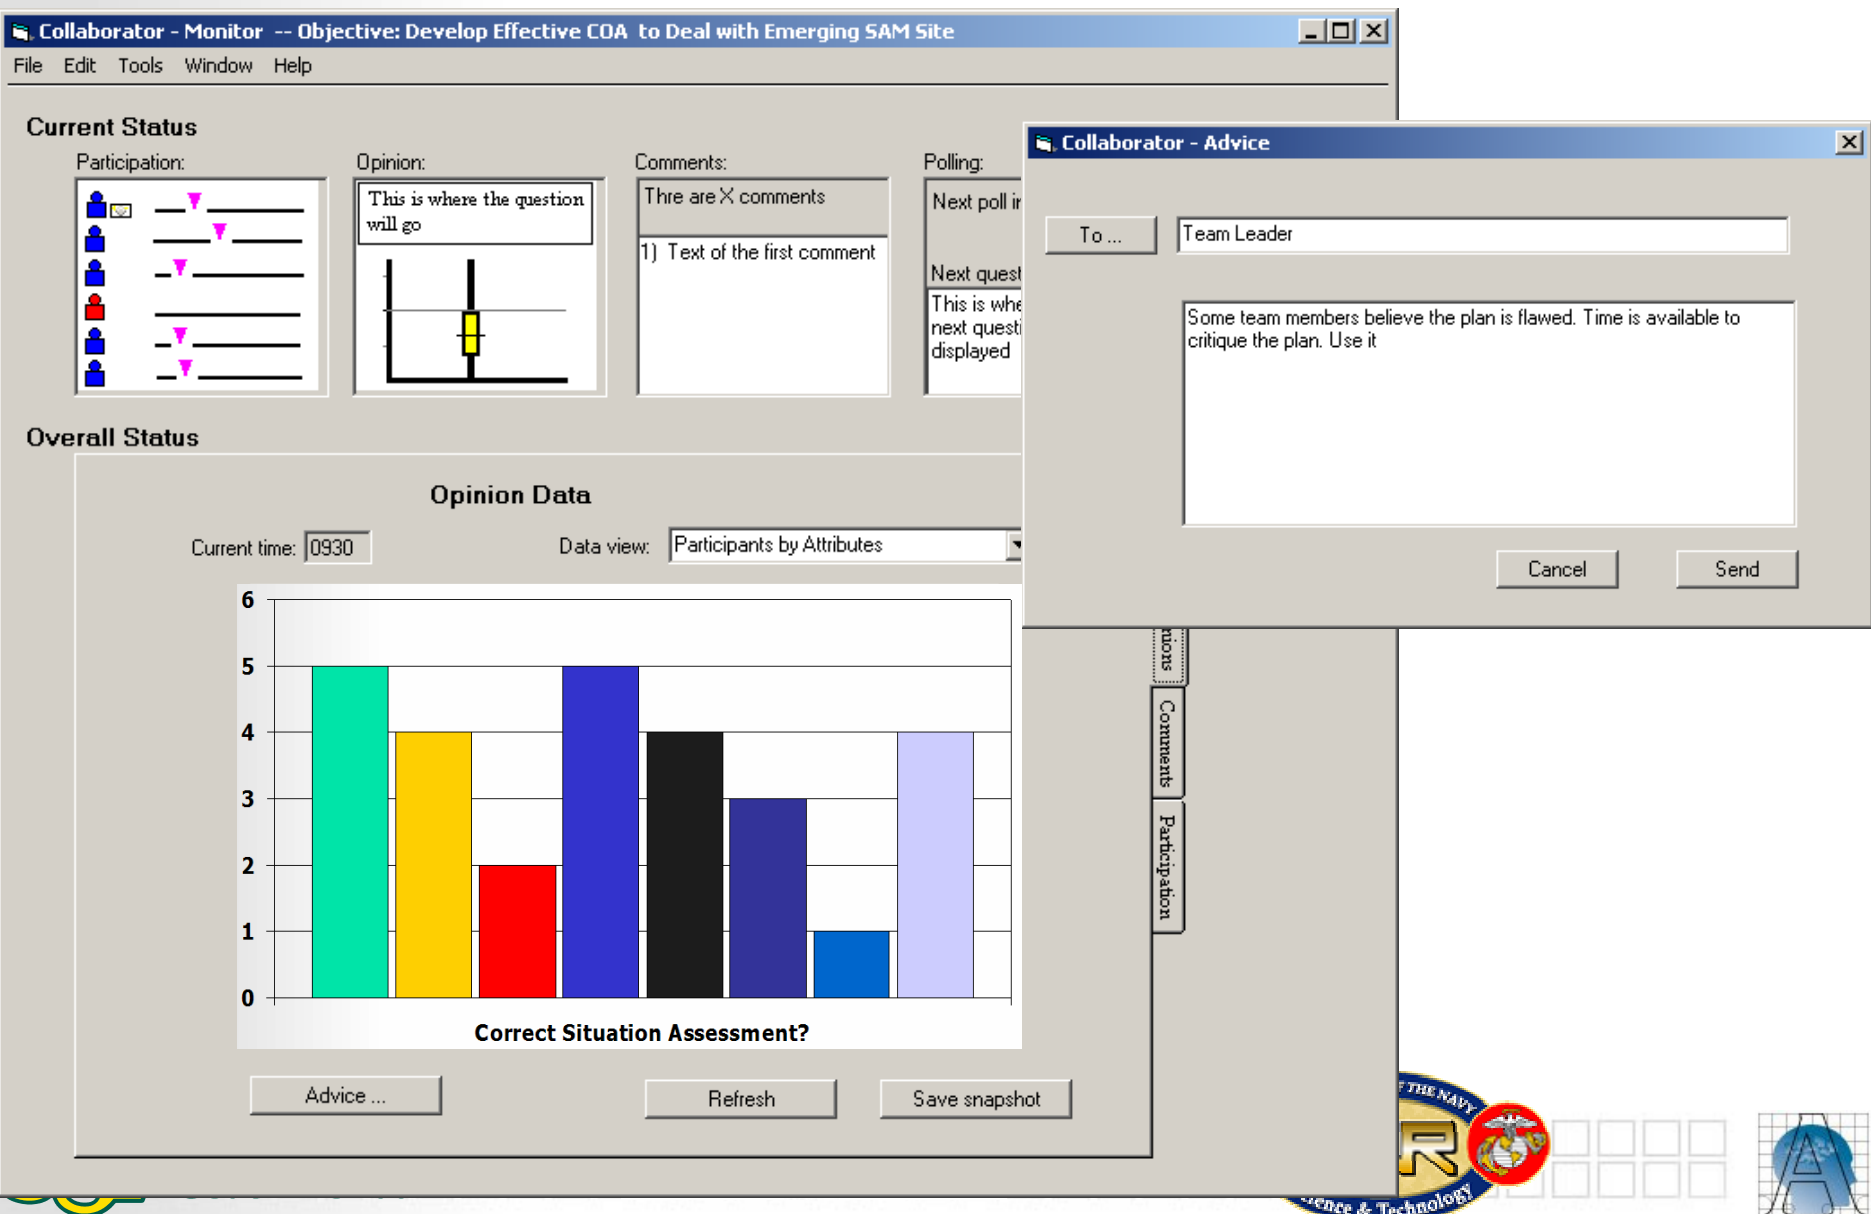 Collaborator - Monitor -- Objective: Develop Effective COA to Deal with Emerging SAM Site
File Edit Tools Window Help
Current Status
Participation:
Opinion:
This is where the question
will go
Comments:
Thre are X comments
1) Text of the first comment
Polling:
Next poll
Next
This is
next
displayed
Collaborator - Advice
To ...
Team Leader
Some team members believe the plan is flawed. Time is available to
critique the plan. Use it
Cancel
Send
Overall Status
Opinion Data
Current time: 0930
Data view: Participants by Attributes
6
5
4
3
2
1
0
Correct Situation Assessment?
Comments
Participation
Advice ...
Refresh
Save snapshot
THE NAVY
R
& Technology
A